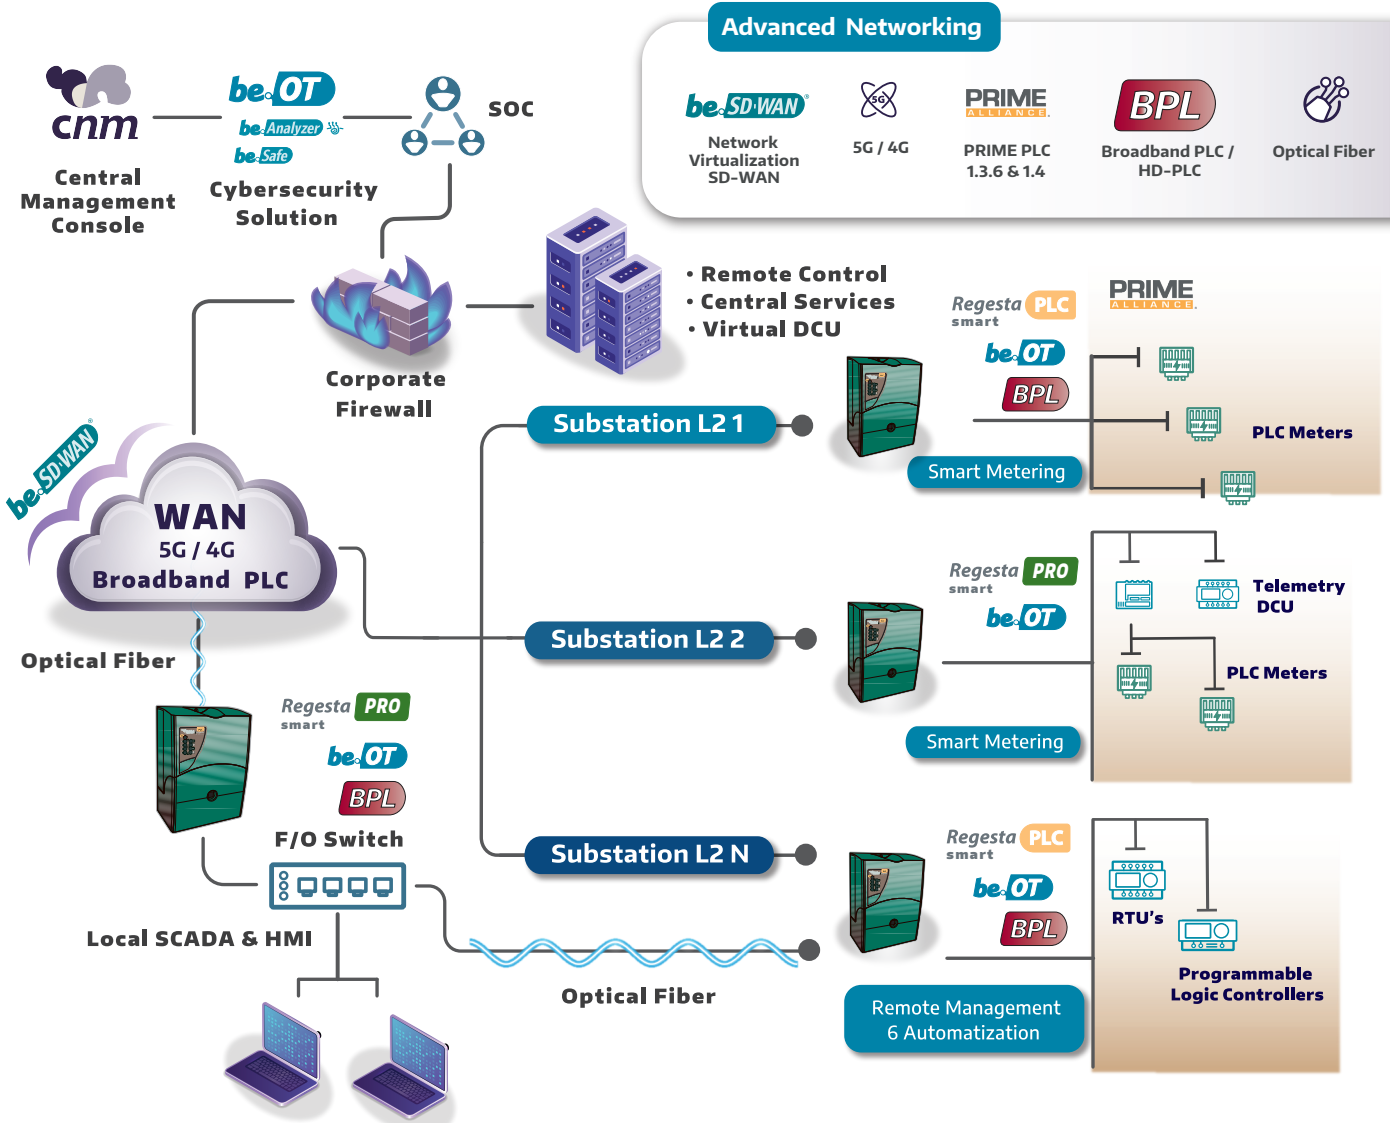 Advanced Networking
be.SD·WAN®
Network
Virtualization
SD-WAN
5G
5G / 4G
PRIME
ALLIANCE
PRIME PLC
1.3.6 & 1.4
BPL
Broadband PLC /
HD-PLC
Optical Fiber
cnm
Central
Management
Console
be.OT
be.Analyzer
be.Safe
Cybersecurity
Solution
SOC
Corporate
Firewall
• Remote Control
• Central Services
• Virtual DCU
be.SD·WAN®
WAN
5G / 4G
Broadband PLC
Optical Fiber
Substation L2 1
Regesta PLC
smart
be.OT
BPL
Smart Metering
PRIME
ALLIANCE.
PLC Meters
Substation L2 2
Regesta PRO
smart
be.OT
Smart Metering
Telemetry
DCU
PLC Meters
Regesta PRO
smart
be.OT
BPL
F/O Switch
Local SCADA & HMI
Optical Fiber
Substation L2 N
Regesta PLC
smart
be.OT
BPL
Remote Management
6 Automatization
RTU's
Programmable
Logic Controllers